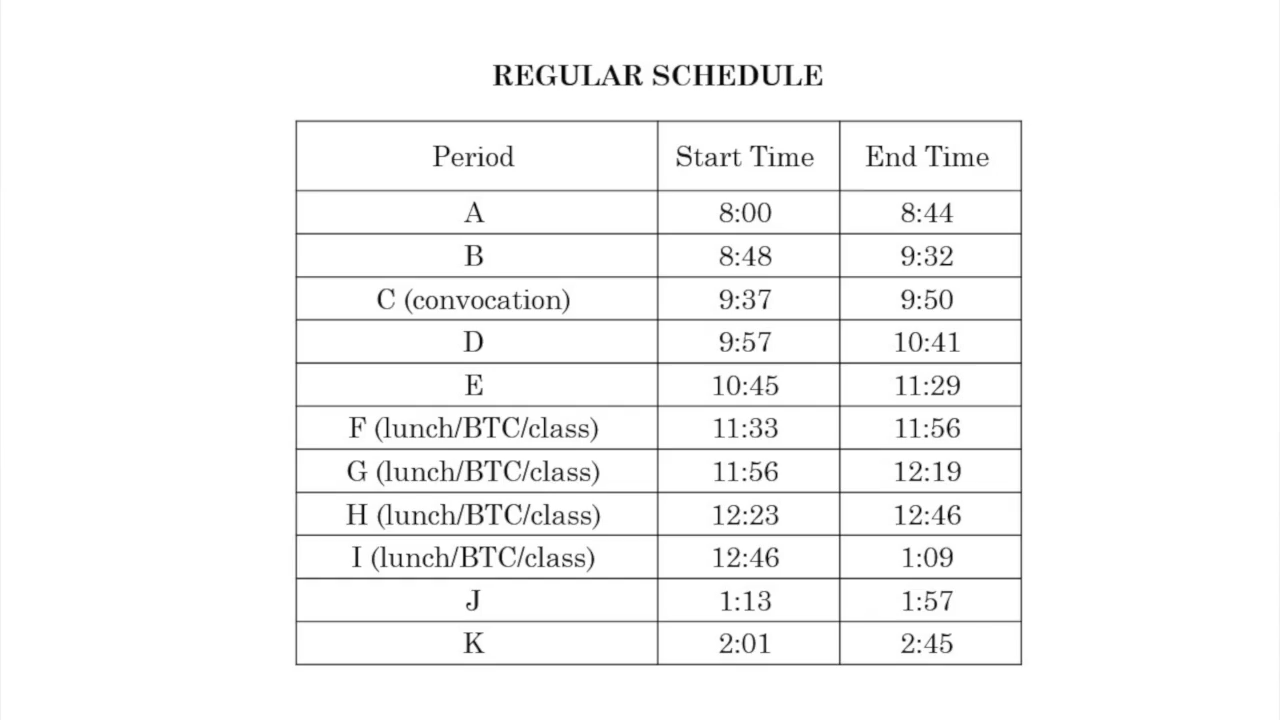 REGULAR SCHEDULE
Period Start Time End Time
A 8:00 8:44
B 8:48 9:32
C (convocation) 9:37 9:50
D 9:57 10:41
E 10:45 11:29
F (lunch/BTC/class) 11:33 11:56
G (lunch/BTC/class) 11:56 12:19
H (lunch/BTC/class) 12:23 12:46
I (lunch/BTC/class) 12:46 1:09
J 1:13 1:57
K 2:01 2:45